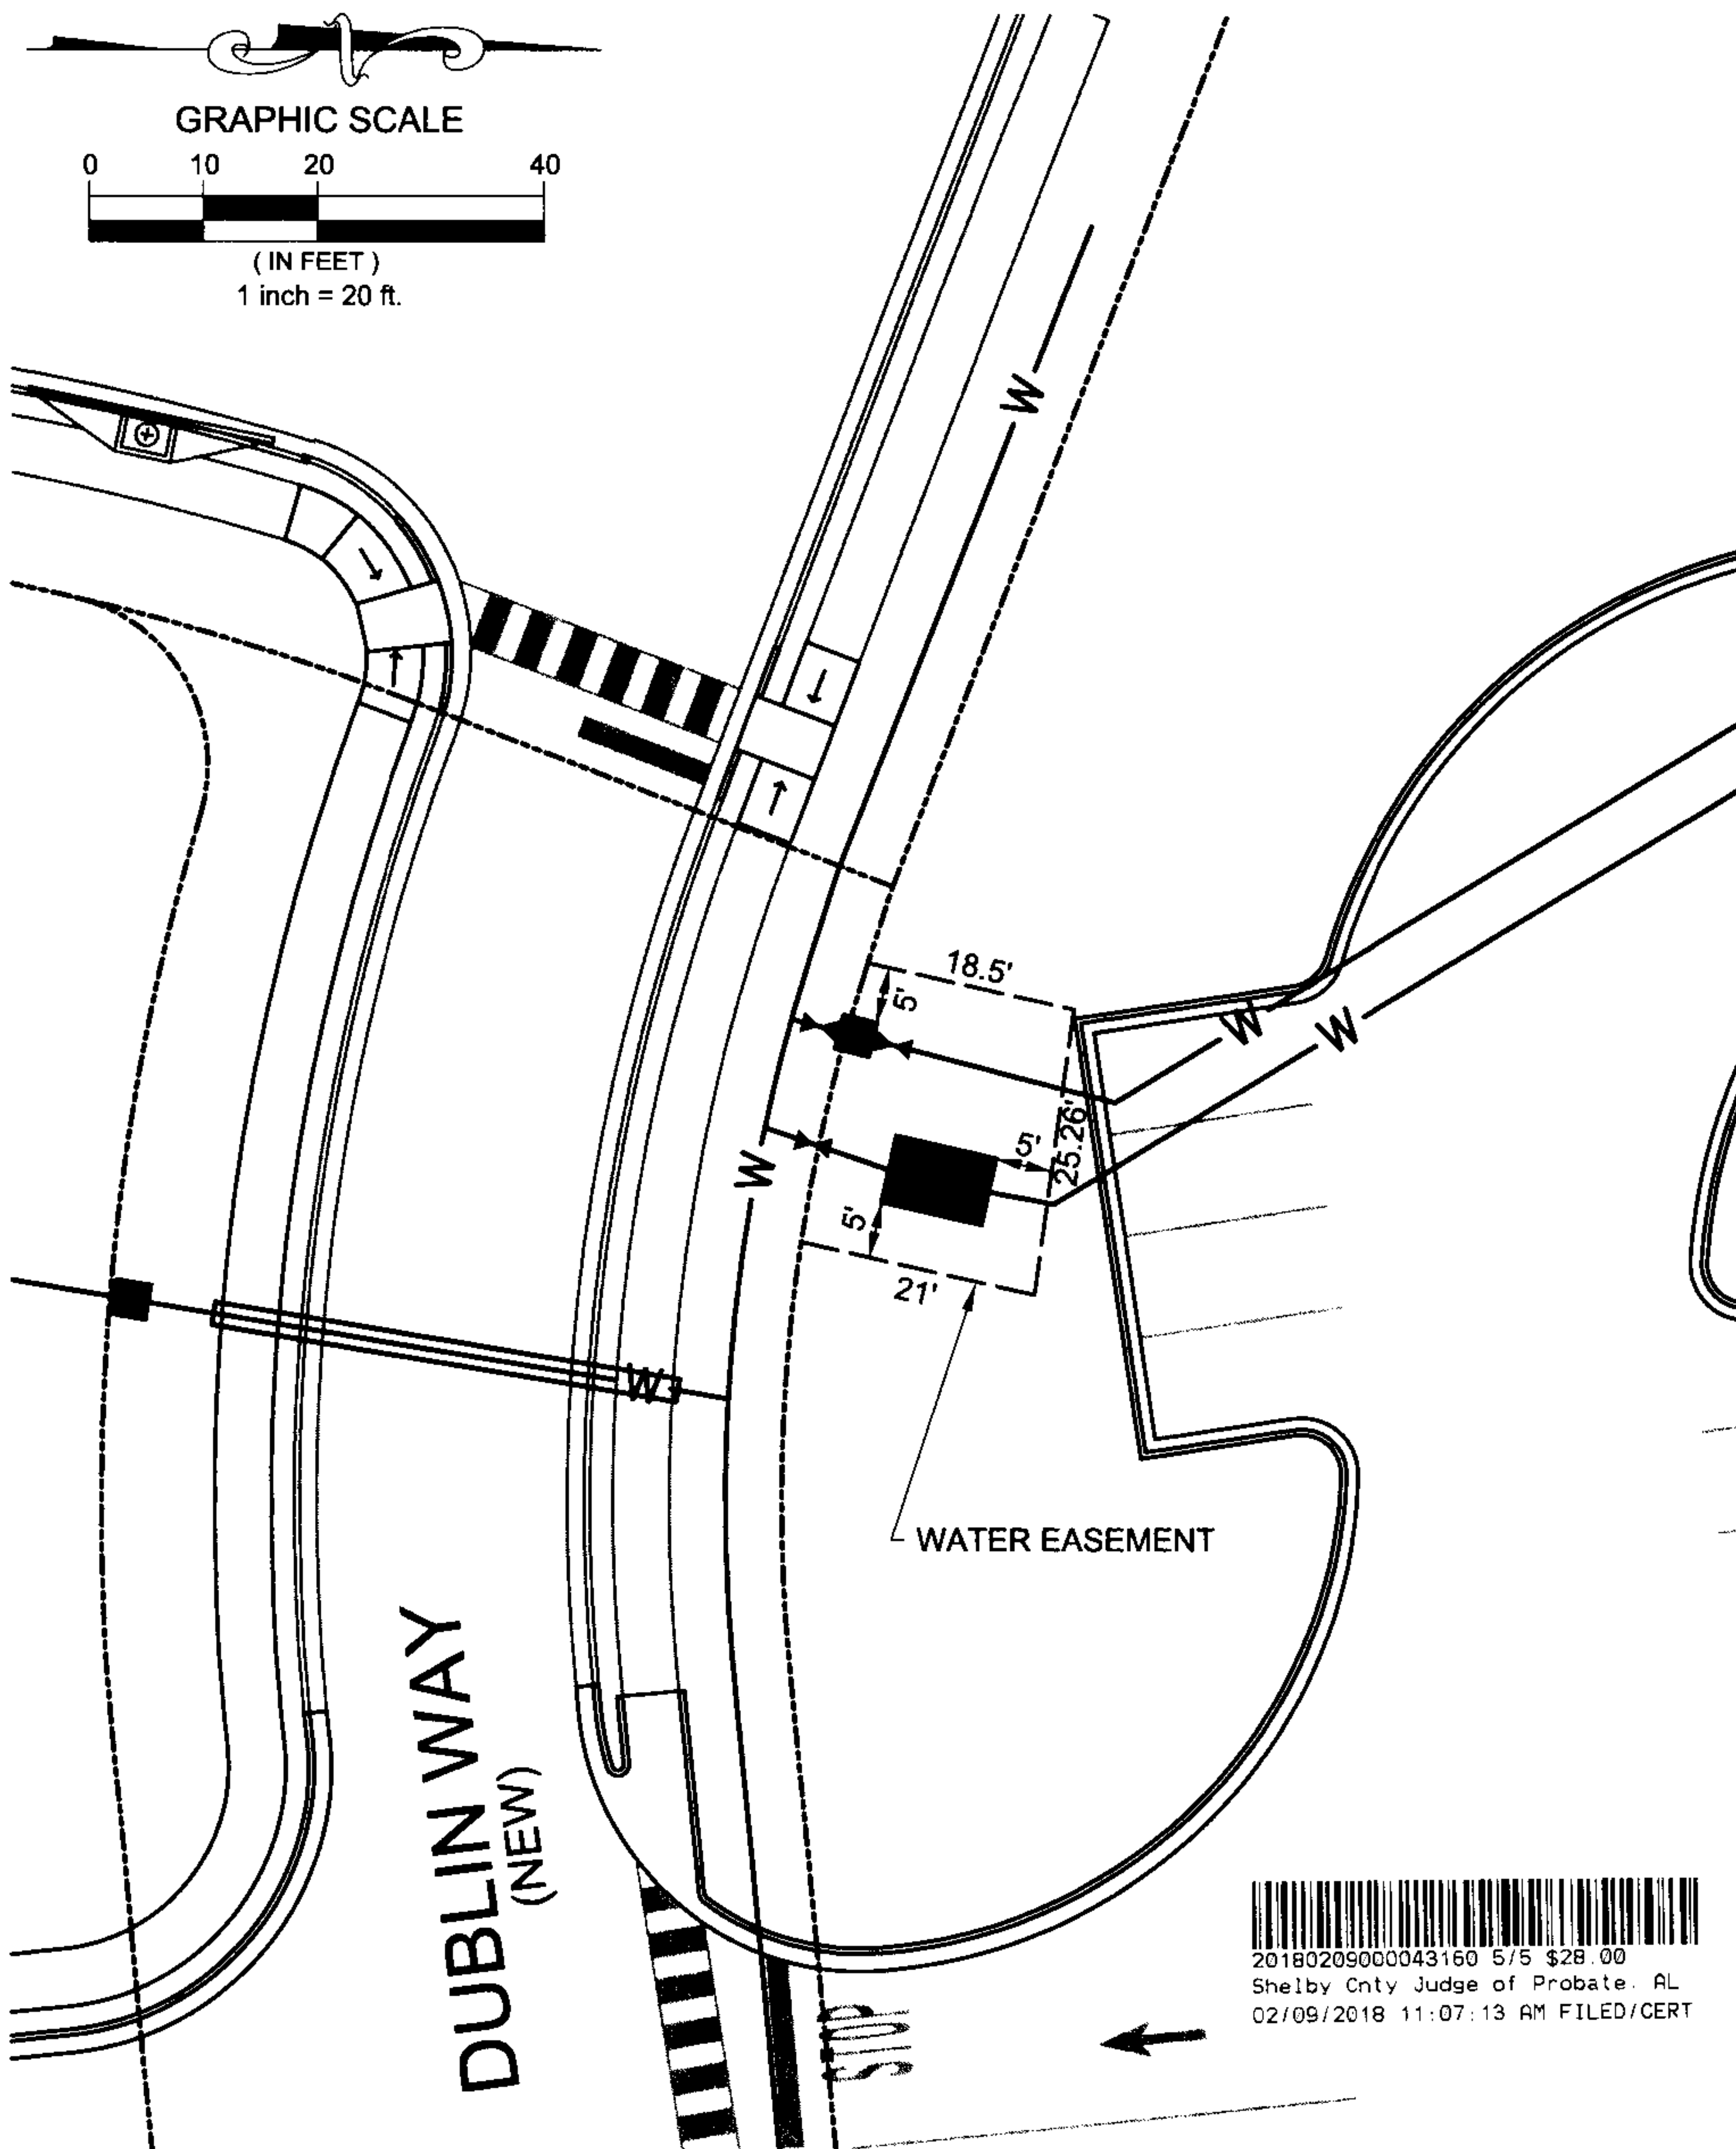 GRAPHIC SCALE
0 10 20 40
( IN FEET )
1 inch = 20 ft.
W
18.5'
5'
W
W
25.26'
5'
W
5'
21'
W
WATER EASEMENT
DUBLIN WAY
(NEW)
STOP
20180209000043160 5/5 $28.00
Shelby Cnty Judge of Probate. AL
02/09/2018 11:07:13 AM FILED/CERT